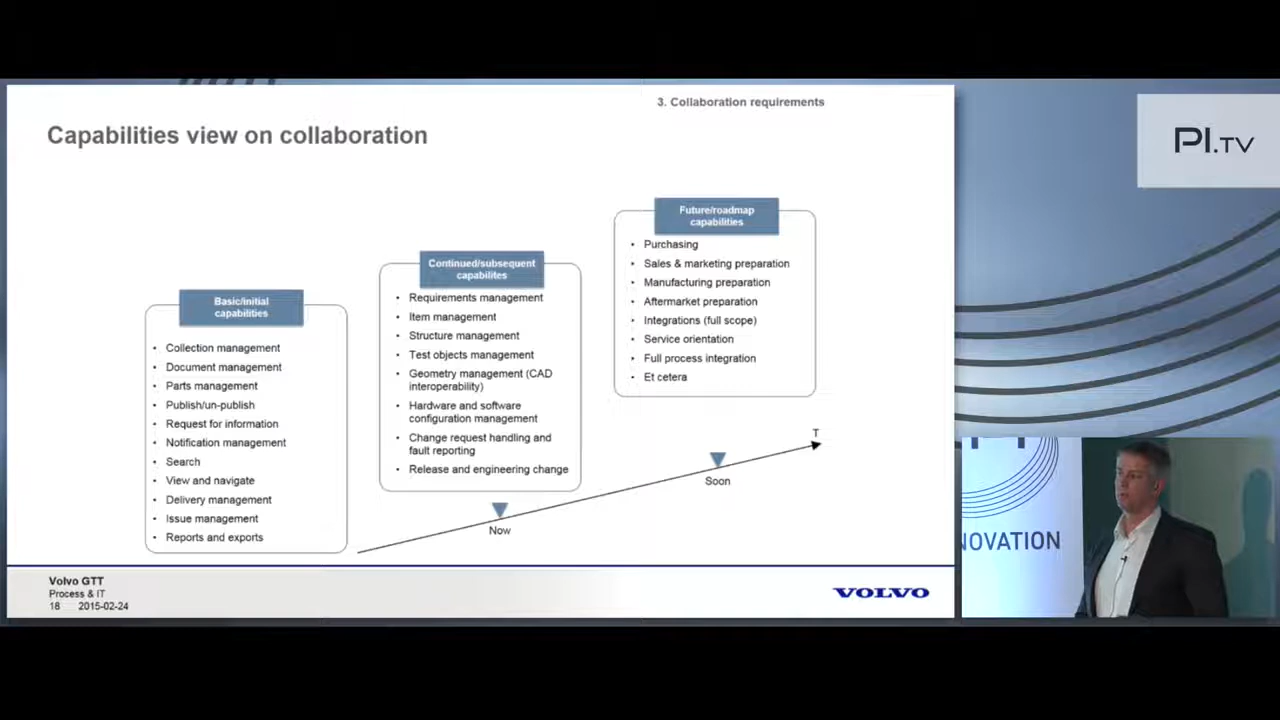 3. Collaboration requirements
Capabilities view on collaboration
PI.TV
Basic/initial
capabilities
• Collection management
• Document management
• Parts management
• Publish/un-publish
• Request for information
• Notification management
• Search
• View and navigate
• Delivery management
• Issue management
• Reports and exports
Continued/subsequent
capabilites
• Requirements management
• Item management
• Structure management
• Test objects management
• Geometry management (CAD
interoperability)
• Hardware and software
configuration management
• Change request handling and
fault reporting
• Release and engineering change
Future/roadmap
capabilities
• Purchasing
• Sales & marketing preparation
• Manufacturing preparation
• Aftermarket preparation
• Integrations (full scope)
• Service orientation
• Full process integration
• Et cetera
T
Soon
Now
NOVATION
Volvo GTT
Process & IT
18 2015-02-24
VOLVO